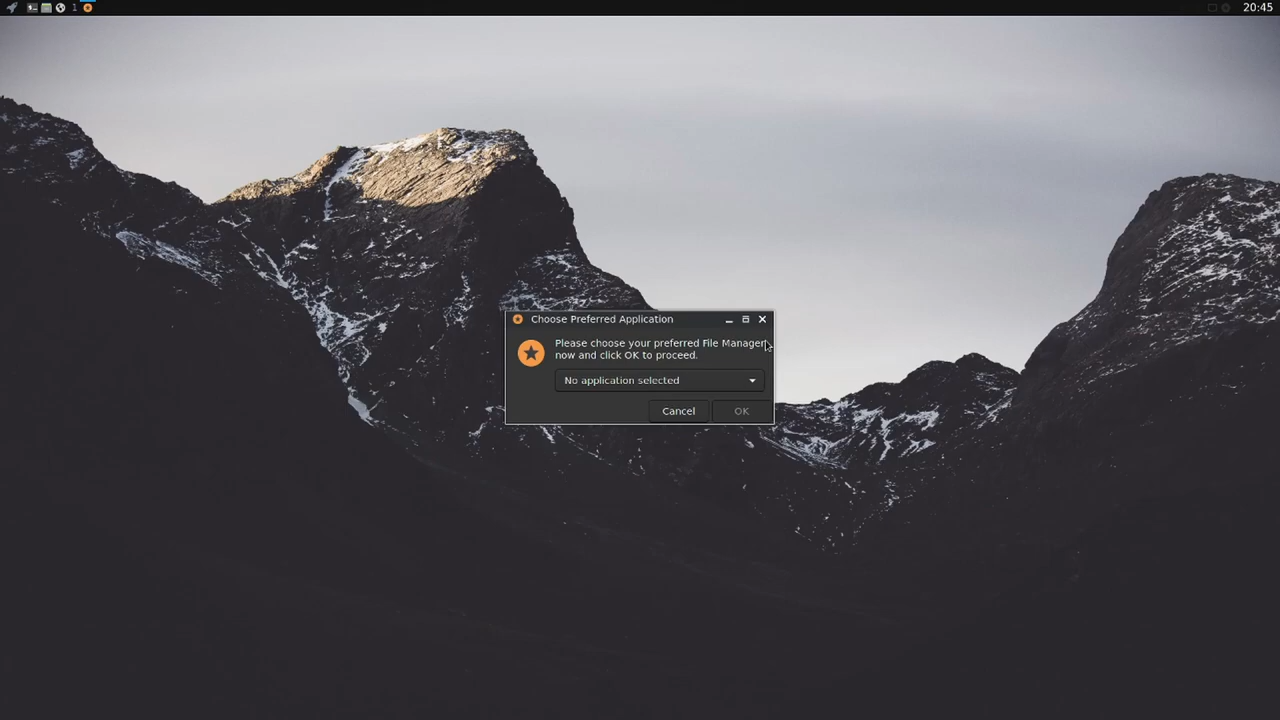 1
20:45
Choose Preferred Application
Please choose your preferred File Manager
now and click OK to proceed.
No application selected
Cancel
OK